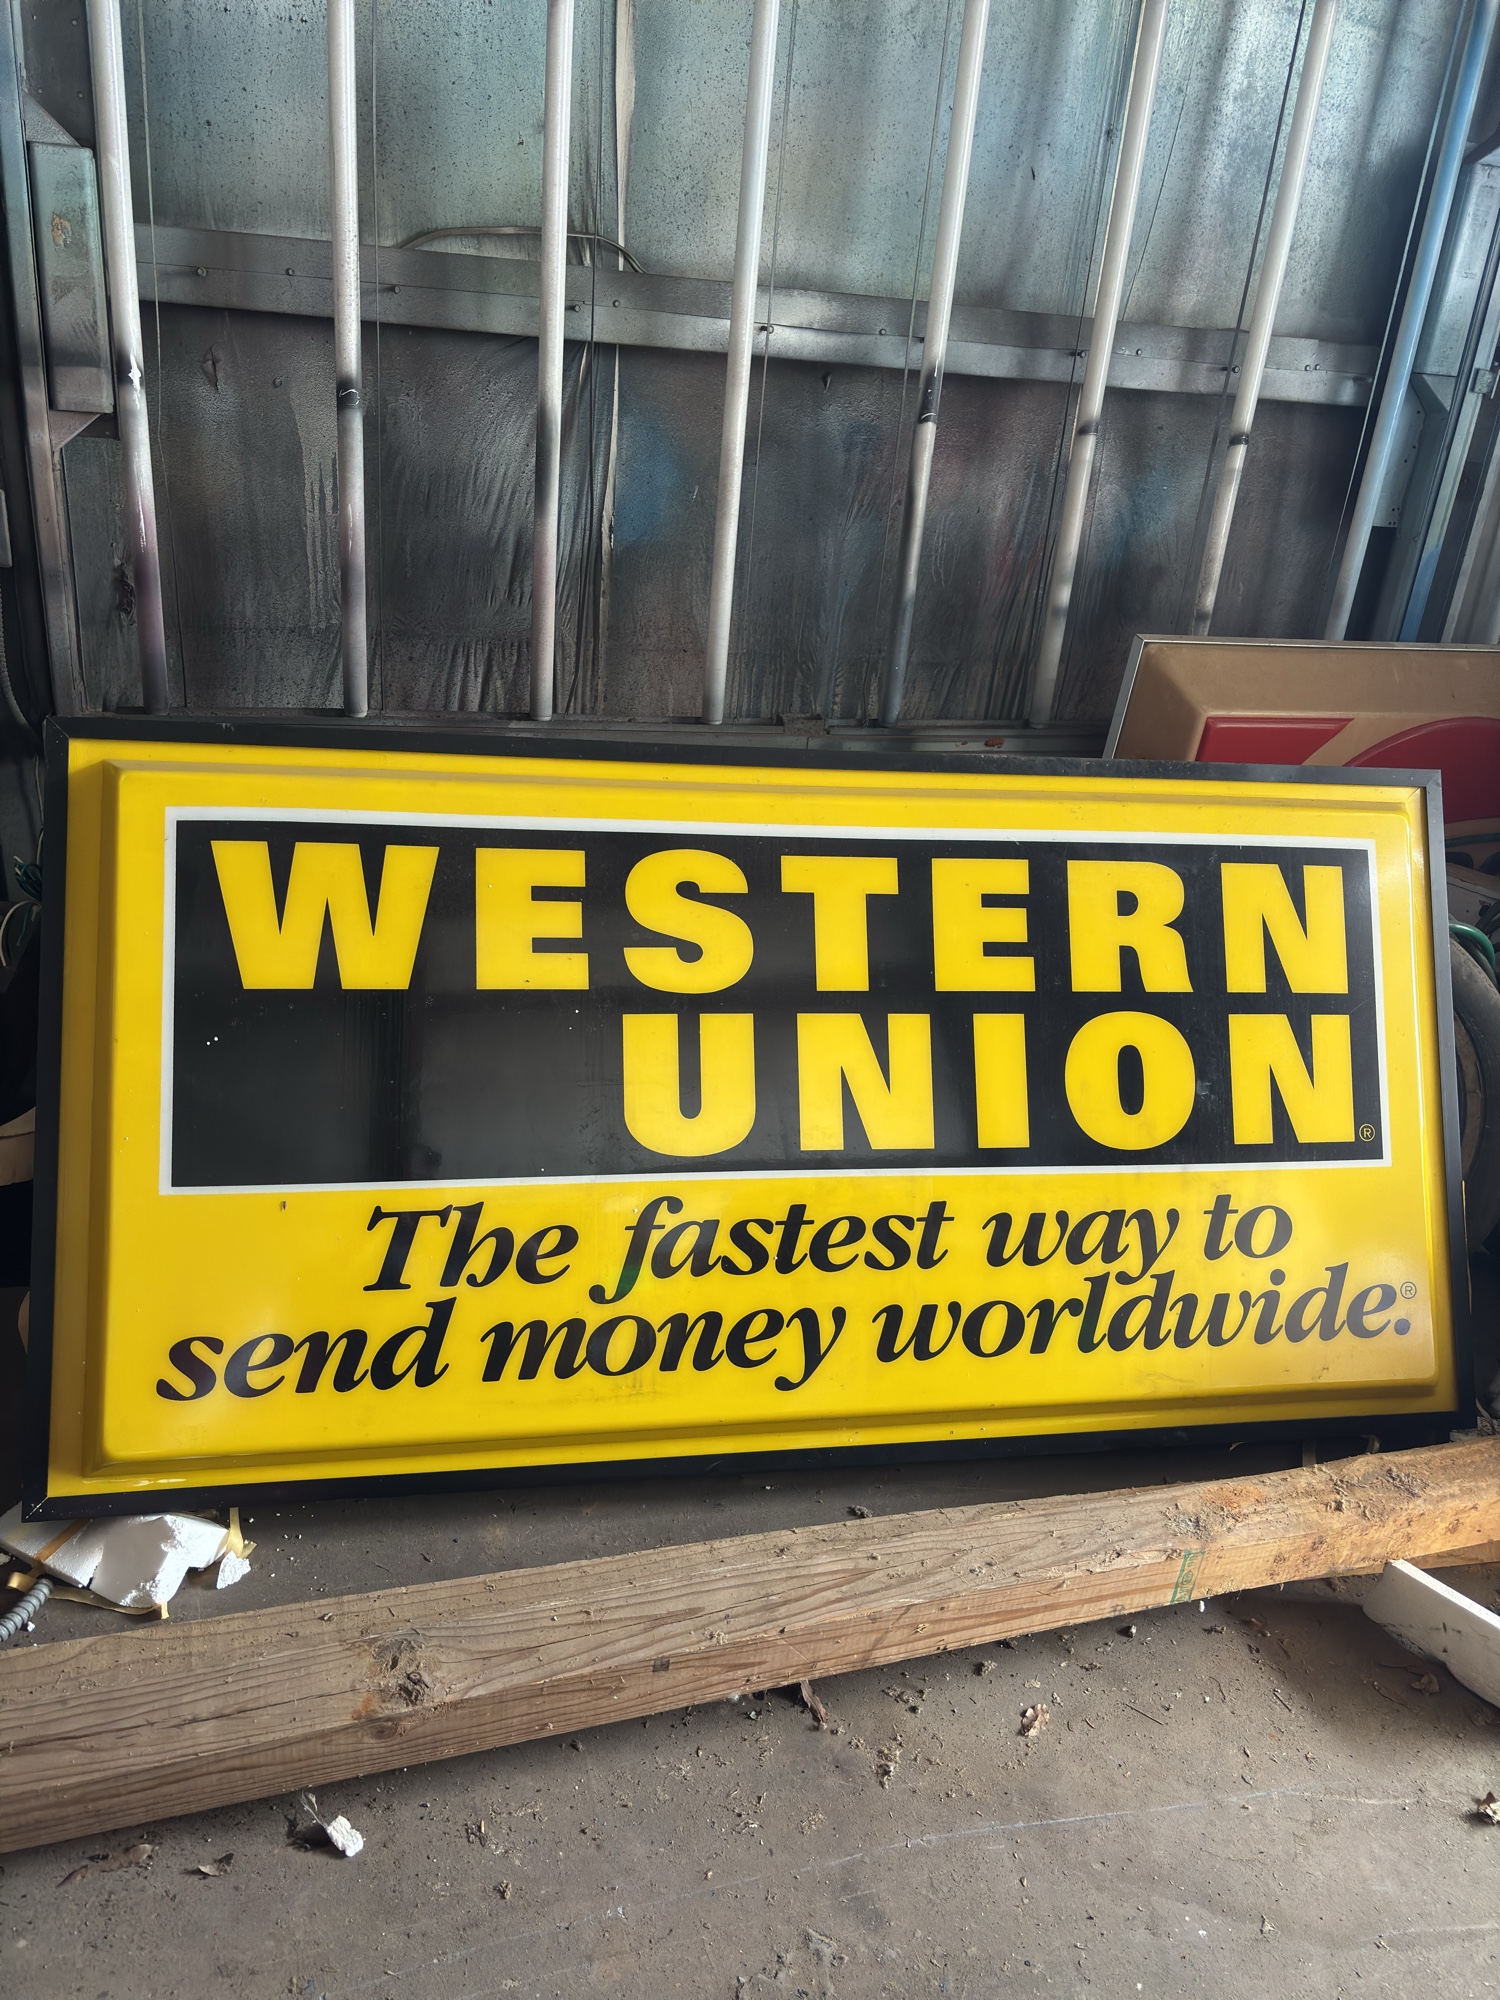 WESTERN
UNION®
The fastest way to
send money worldwide.®